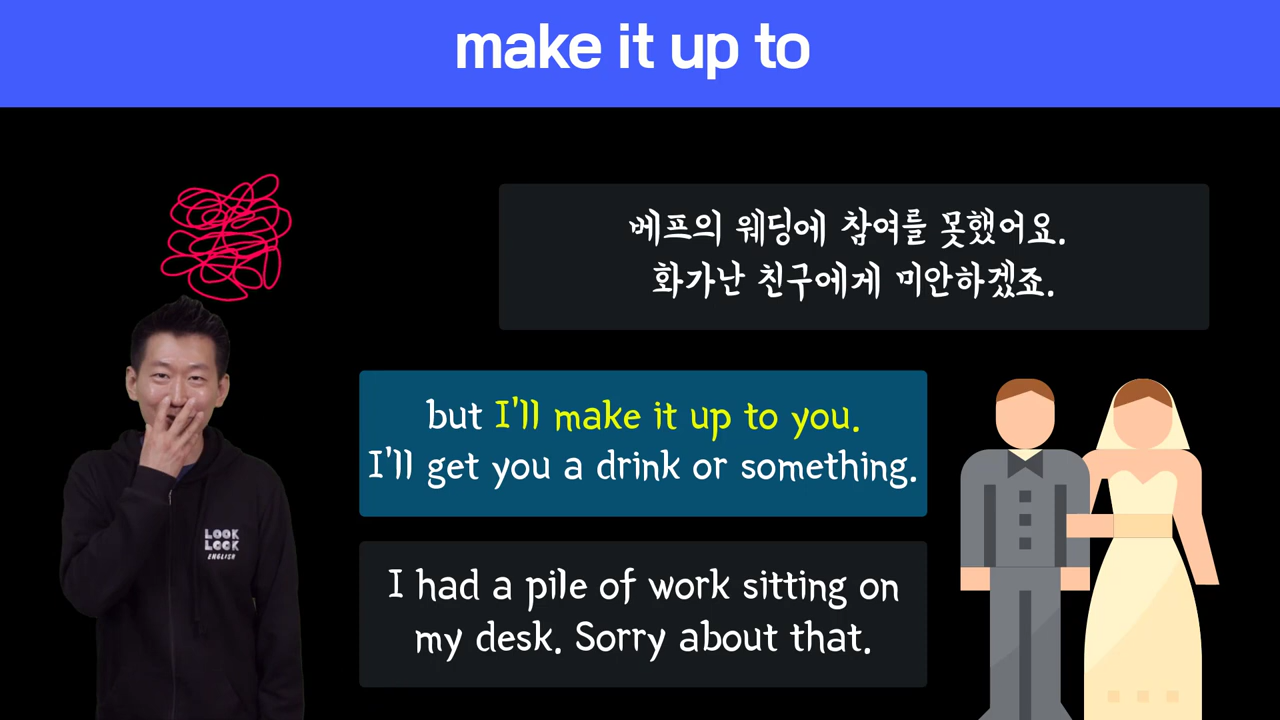 make it up to
베프의 웨딩에 참여를 못했어요.
화가난 친구에게 미안하겠죠.
but I'll make it up to you.
I'll get you a drink or something.
I had a pile of work sitting on
my desk. Sorry about that.
LOOK
LOOK
ENGLISH